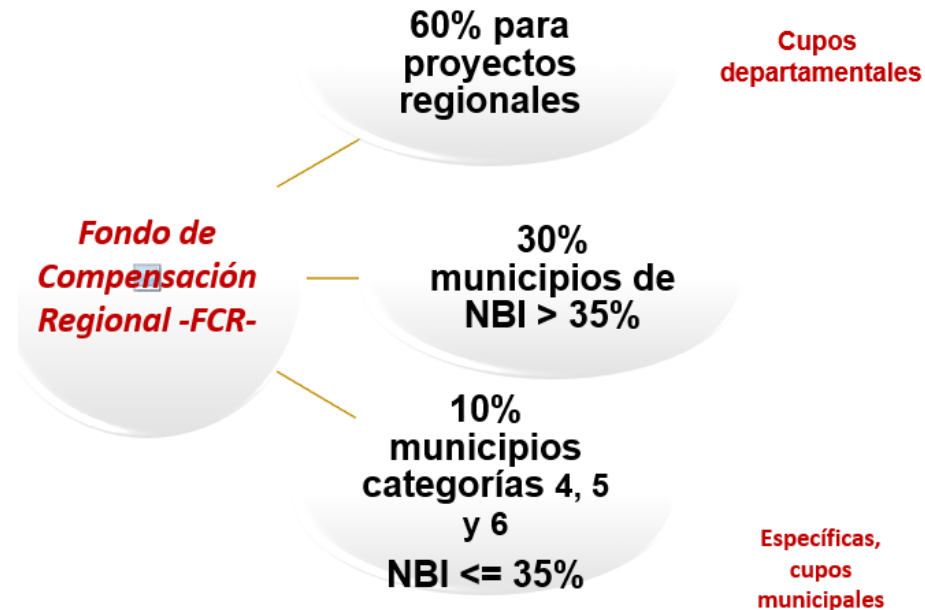 60% para
proyectos
regionales
Cupos
departamentales
Fondo de
Compensación
Regional -FCR-
30%
municipios de
NBI > 35%
10%
municipios
categorías 4, 5
y 6
NBI <= 35%
Específicas,
cupos
municipales